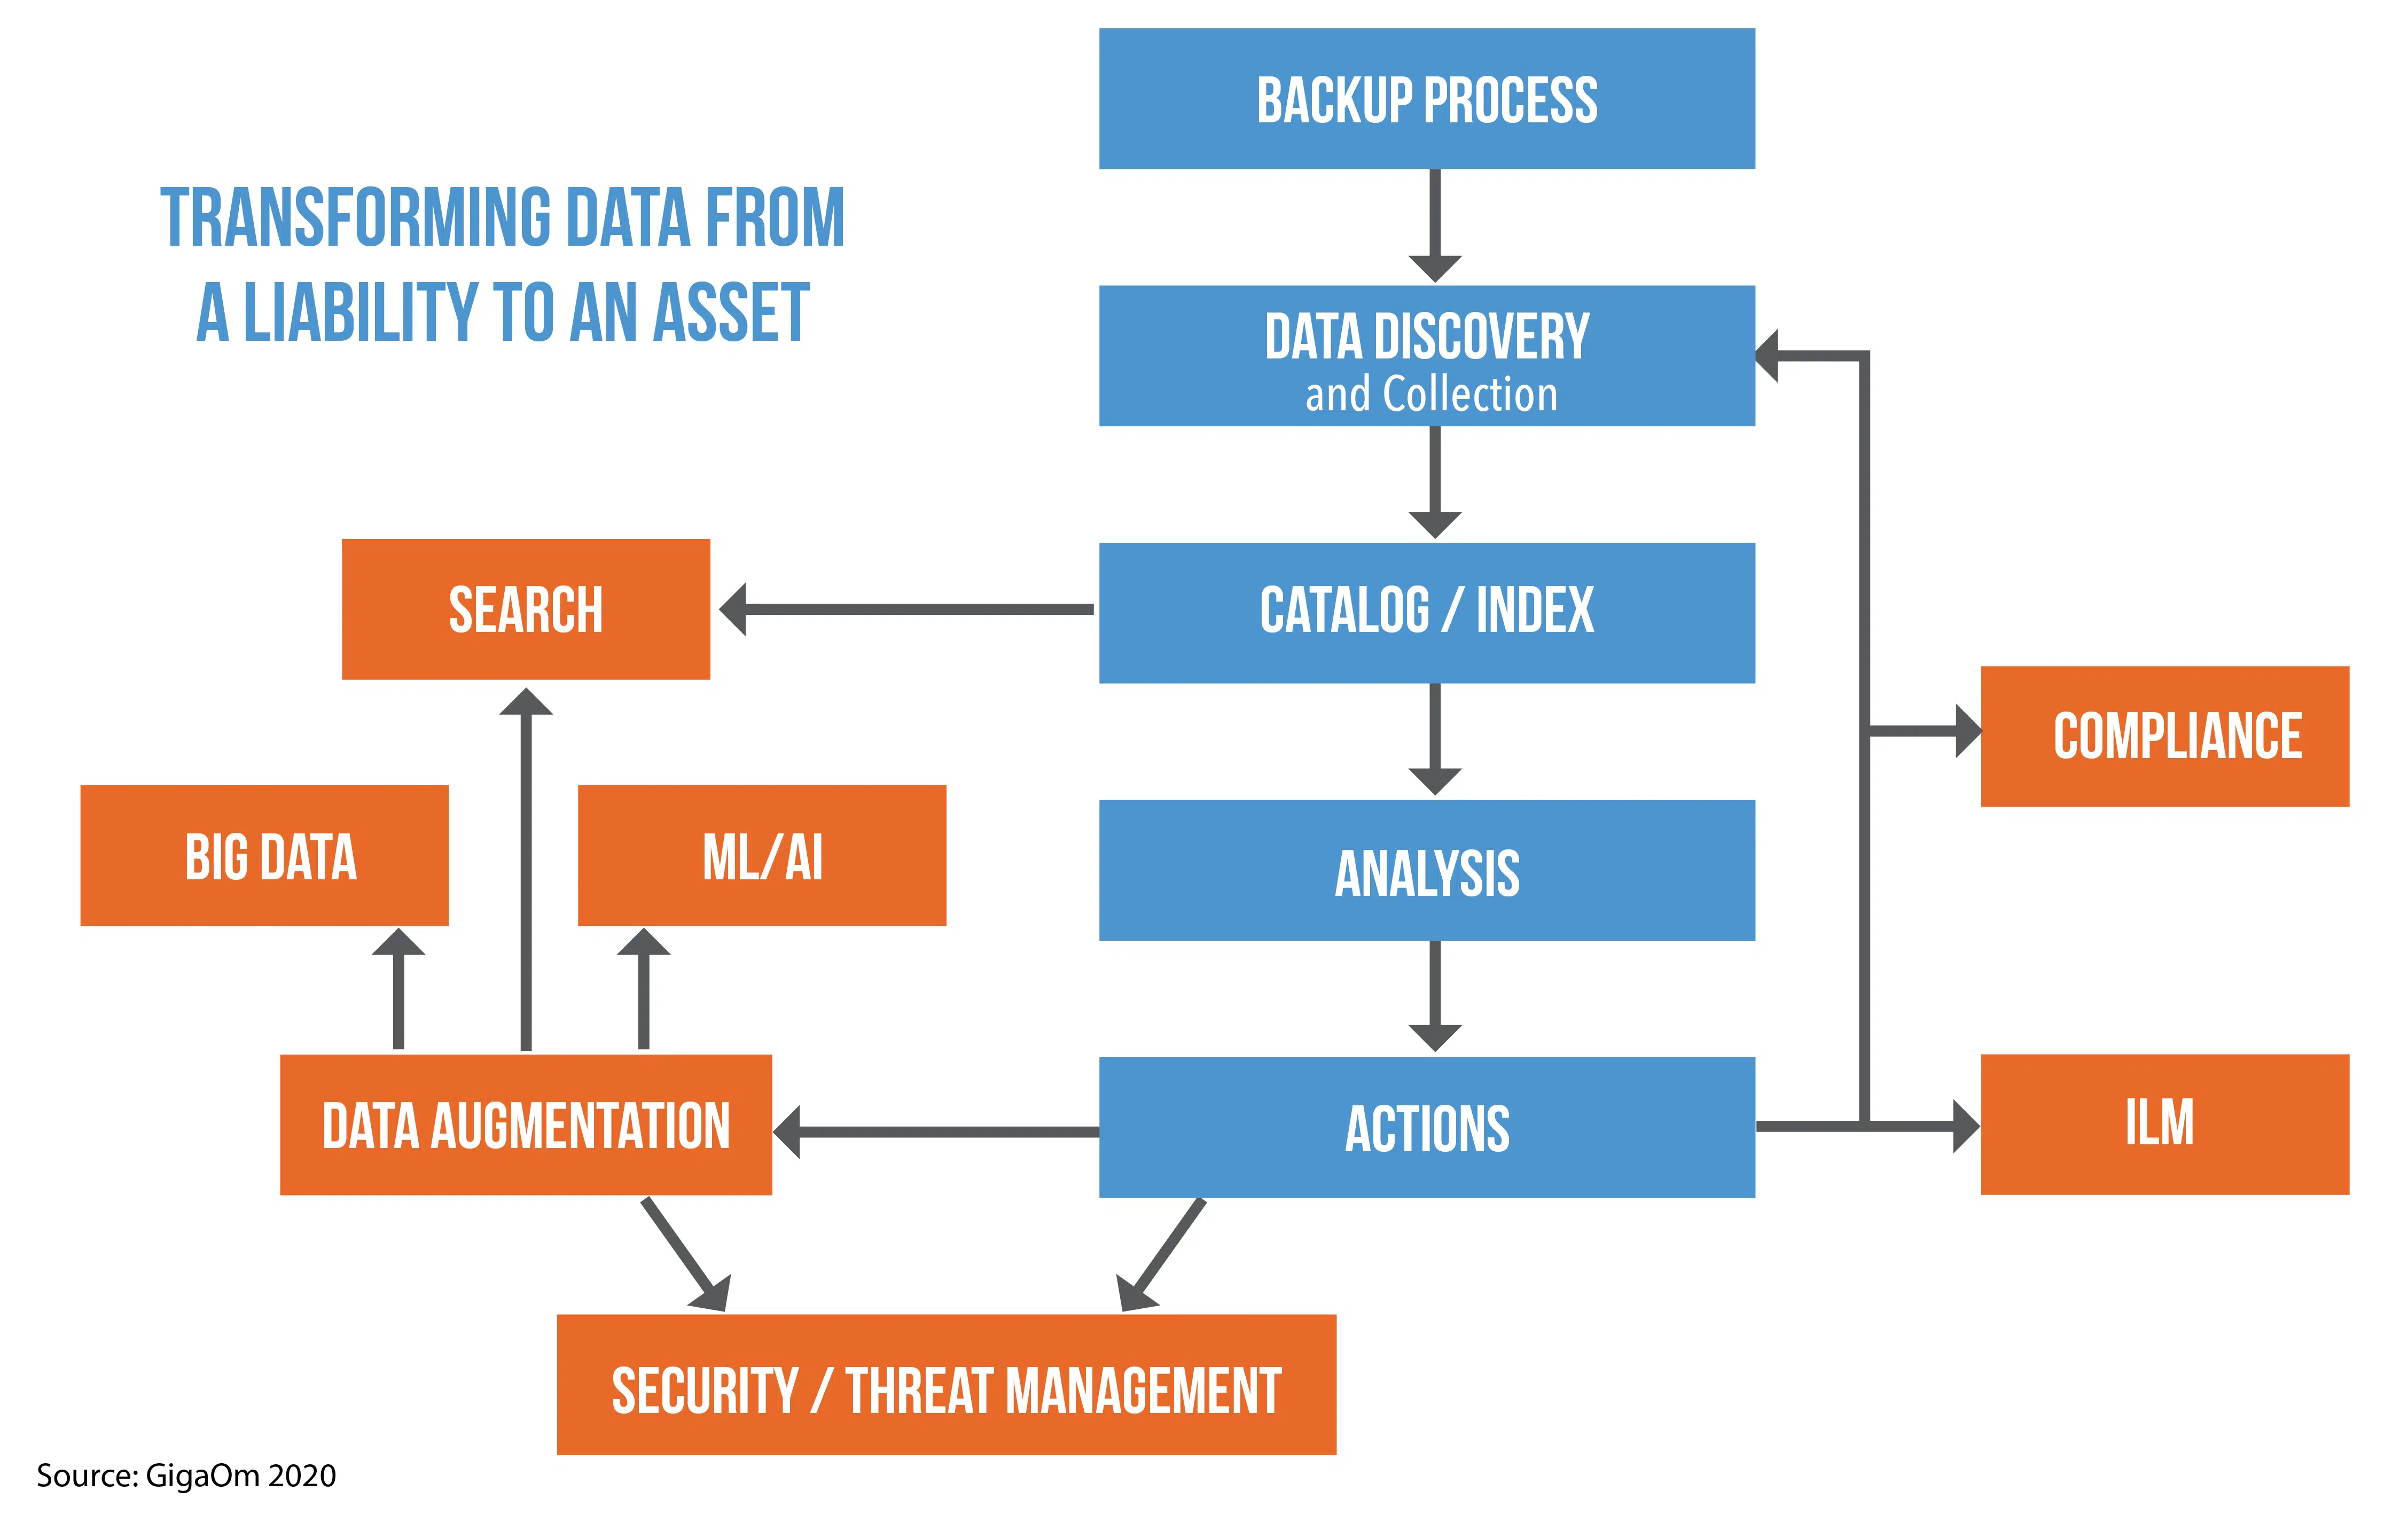 BACKUP PROCESS
TRANSFORMING DATA FROM
A LIABILITY TO AN ASSET
DATA DISCOVERY
and Collection
SEARCH
CATALOG / INDEX
COMPLIANCE
BIG DATA
ML/AI
ANALYSIS
DATA AUGMENTATION
ACTIONS
ILM
SECURITY / THREAT MANAGEMENT
Source: GigaOm 2020